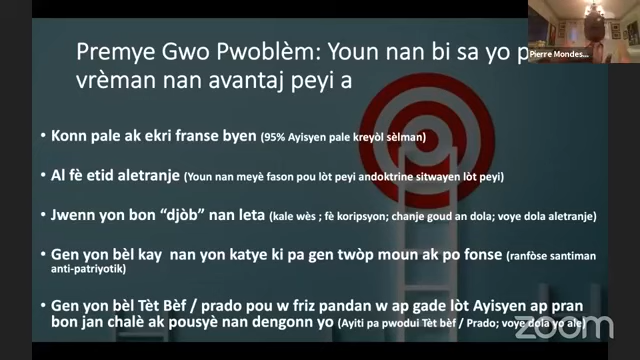 Premye Gwo Pwoblèm: Youn nan bi sa yo p
vrèman nan avantaj peyi a
Pierre Mondes...
• Konn pale ak ekri franse byen (95% Ayisyen pale kreyòl sèlman)
• Al fè etid aletranje (Youn nan meyè fason pou lòt peyi andoktrine sitwayen lòt peyi)
• Jwenn yon bon “djòb” nan leta (kale wès ; fè koripsyon; chanje goud an dola; voye dola aletranje)
• Gen yon bèl kay nan yon katye ki pa gen twòp moun ak po fonse (ranfòse santiman
anti-patriyotik)
• Gen yon bèl Tèt Bèf / prado pou w friz pandan w ap gade lòt Ayisyen ap pran
bon jan chalè ak pousyè nan dengonn yo (Ayiti pa pwodui Tèt bèf / Prado; voye dola yo ale)
zoom